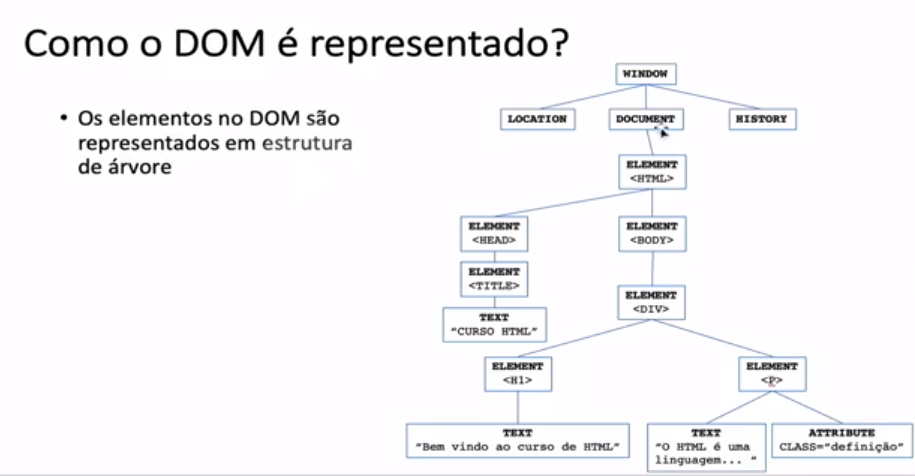 Como o DOM é representado?
• Os elementos no DOM são
representados em estrutura
de árvore
WINDOW
LOCATION
DOCUMENT
HISTORY
ELEMENT
<HTML>
ELEMENT
<HEAD>
ELEMENT
<BODY>
ELEMENT
<TITLE>
ELEMENT
<DIV>
TEXT
“CURSO HTML”
ELEMENT
<H1>
ELEMENT
<P>
TEXT
“Bem vindo ao curso de HTML”
TEXT
“O HTML é uma
linguagem... “
ATTRIBUTE
CLASS=“definição”